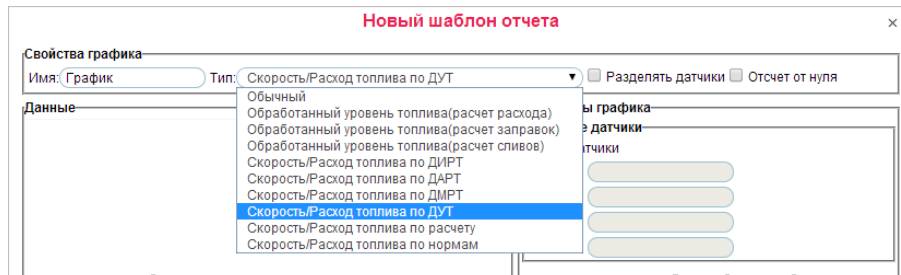 Новый шаблон отчета ×
Свойства графика
Имя: График Тип: Скорость/Расход топлива по ДУТ ▼ Разделять датчики Отсчет от нуля
Данные
Обычный
Обработанный уровень топлива(расчет расхода)
Обработанный уровень топлива(расчет заправок)
Обработанный уровень топлива(расчет сливов)
Скорость/Расход топлива по ДИРТ
Скорость/Расход топлива по ДАРТ
Скорость/Расход топлива по ДМРТ
Скорость/Расход топлива по ДУТ
Скорость/Расход топлива по расчету
Скорость/Расход топлива по нормам
графика
датчики